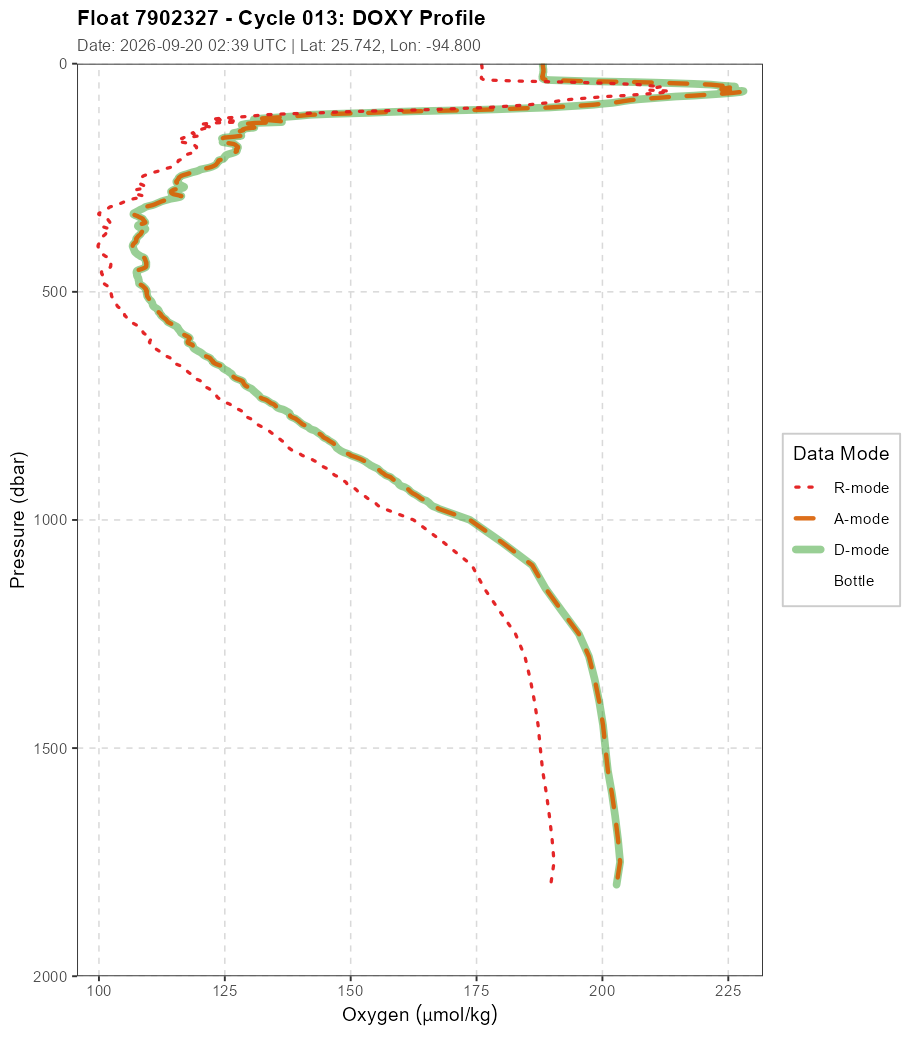 Float 7902327 - Cycle 013: DOXY Profile
Date: 2026-09-20 02:39 UTC | Lat: 25.742, Lon: -94.800
0
500
1000
1500
2000
Pressure (dbar)
100 125 150 175 200 225
Oxygen (μmol/kg)
Data Mode
R-mode
A-mode
D-mode
Bottle